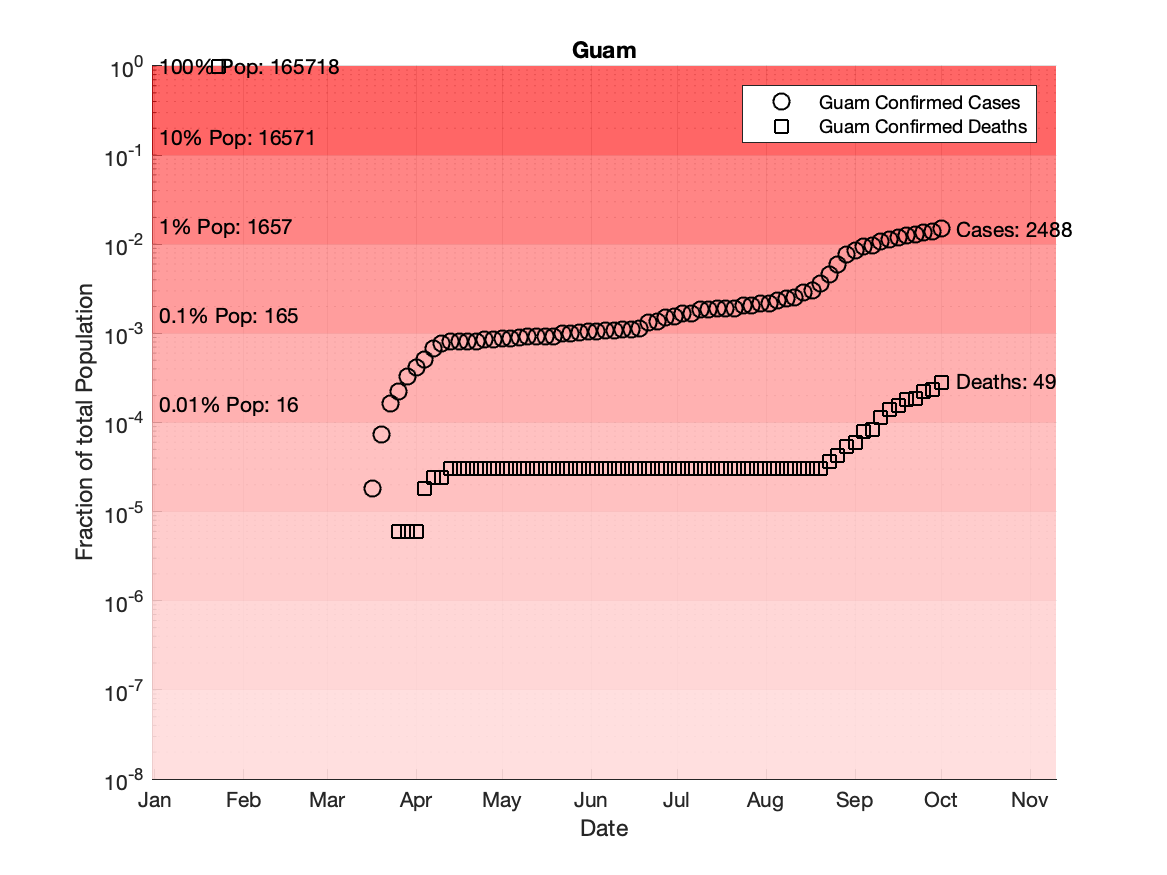 Guam
10^0
100% Pop: 165718
Guam Confirmed Cases
Guam Confirmed Deaths
10% Pop: 16571
10^-1
1% Pop: 1657
Cases: 2488
10^-2
0.1% Pop: 165
10^-3
Deaths: 49
0.01% Pop: 16
10^-4
10^-5
10^-6
10^-7
10^-8
Fraction of total Population
Jan Feb Mar Apr May Jun Jul Aug Sep Oct Nov
Date